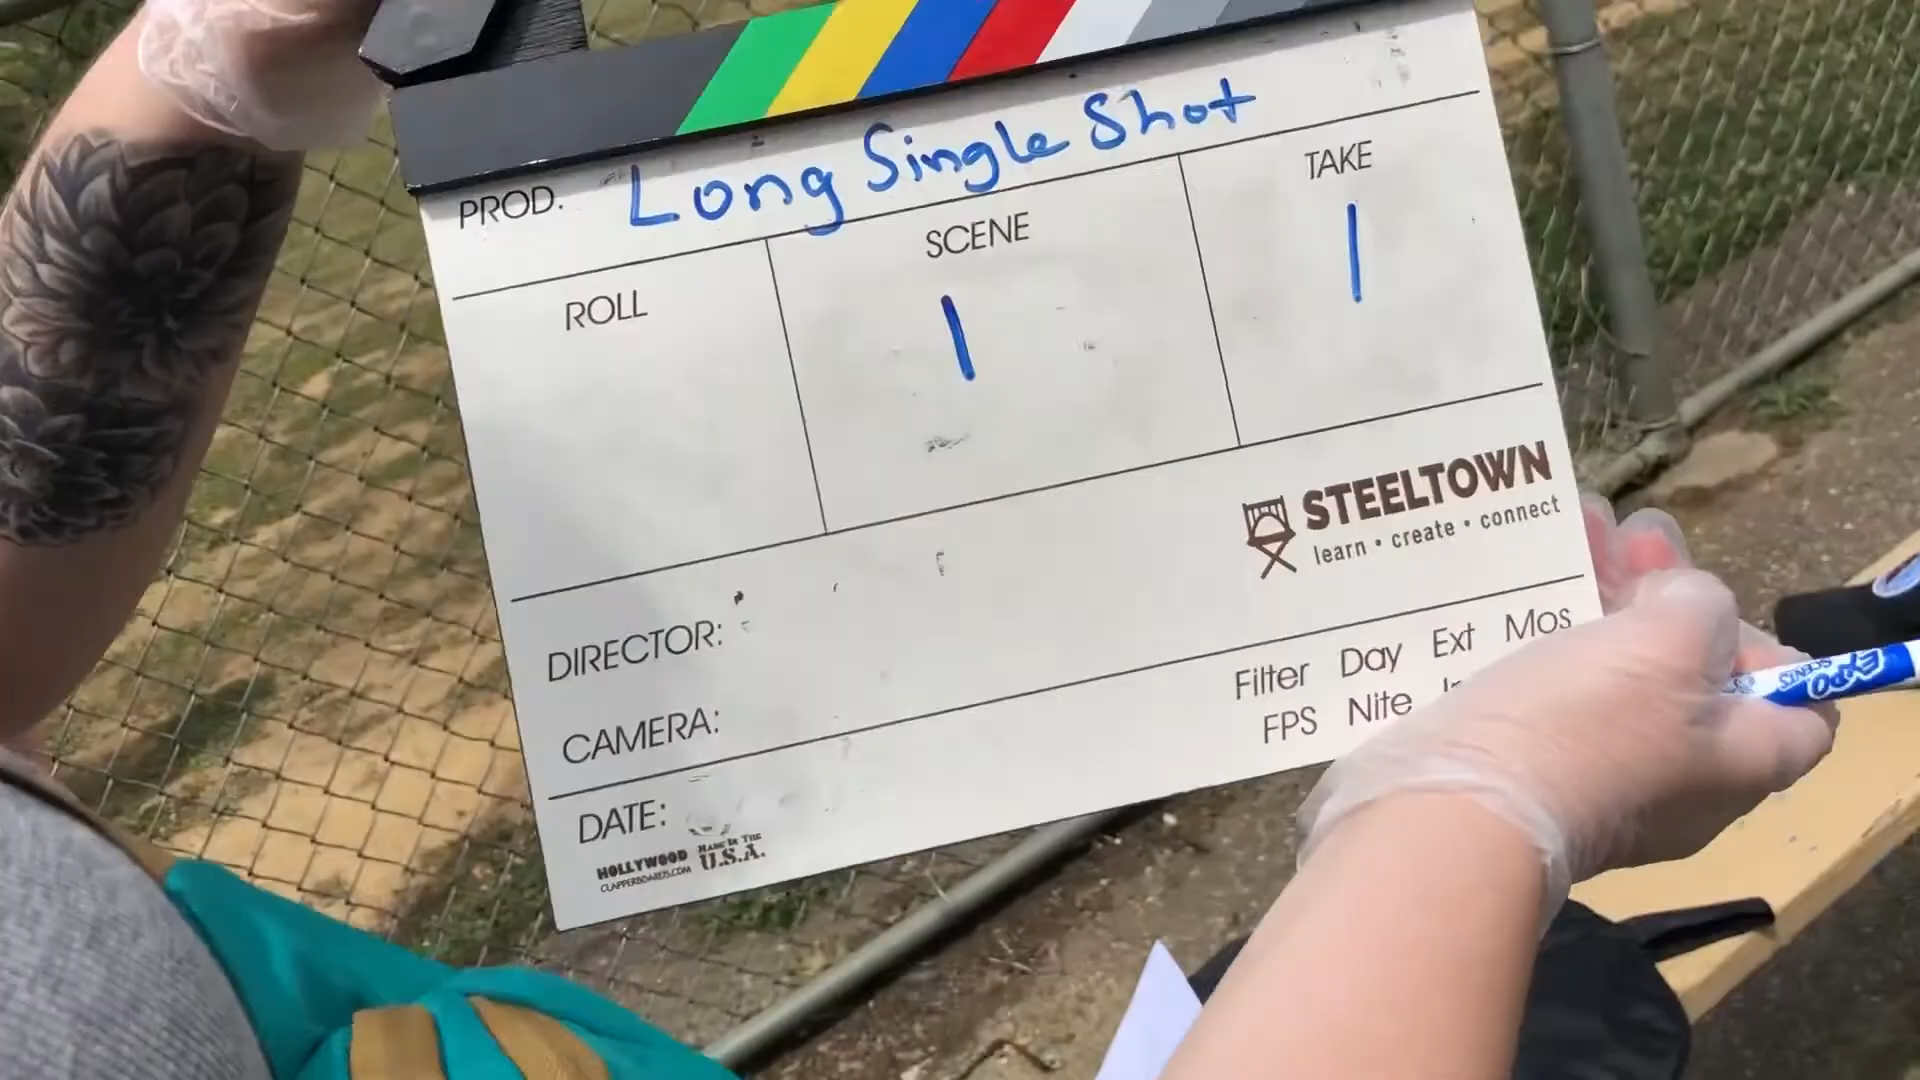 PROD. Long Single Shot
ROLL
SCENE
TAKE
1
1
STEELTOWN
learn • create • connect
DIRECTOR:
CAMERA:
Filter Day Ext Mos
FPS Nite
DATE:
HOLLYWOOD
CLAPPERBOARDS.COM
MADE IN THE
U.S.A.
EXPO